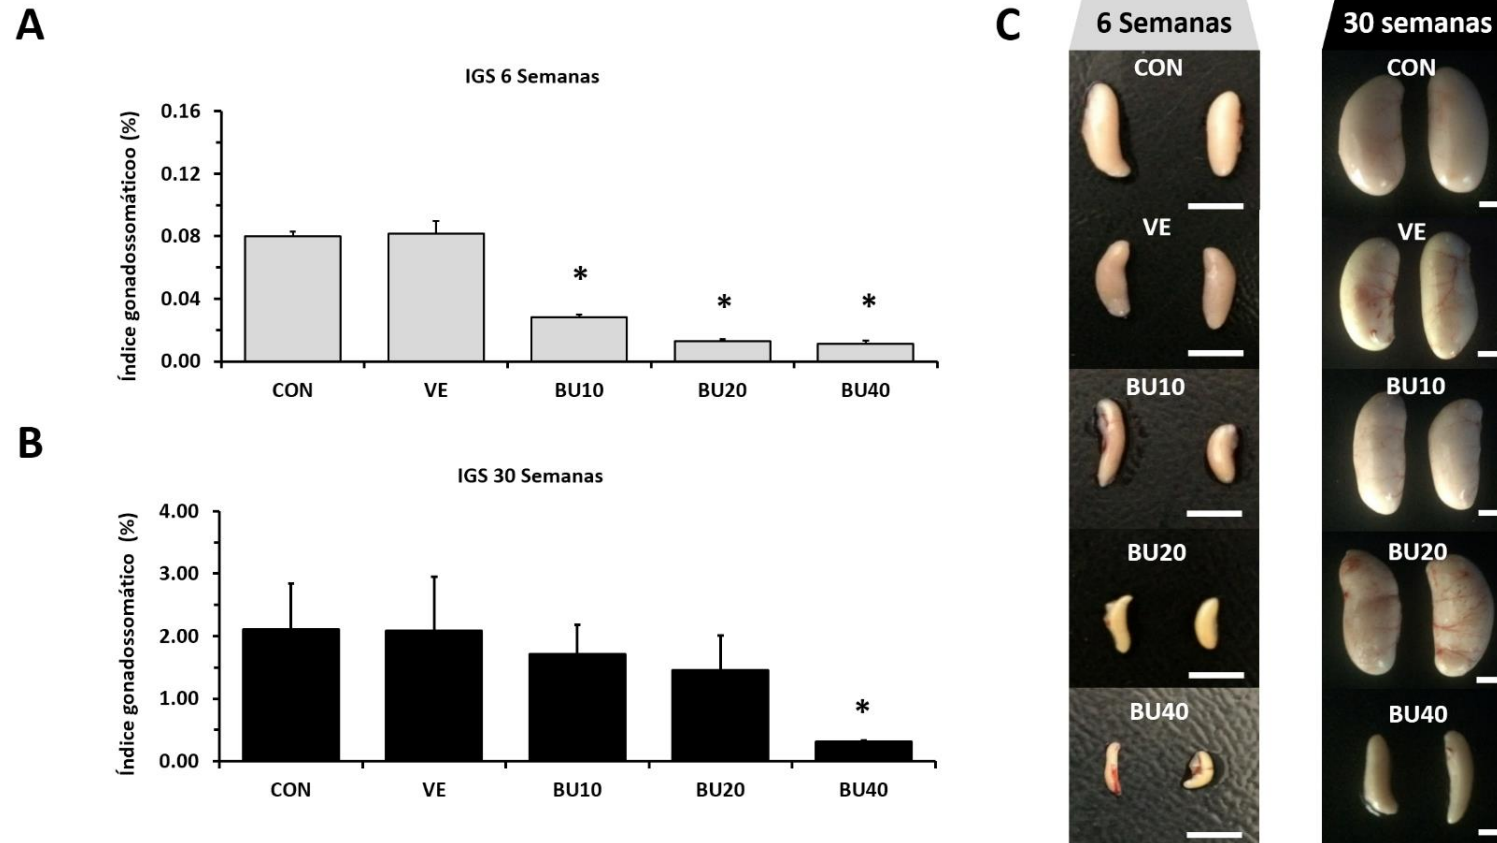 A
IGS 6 Semanas
Índice gonadossomáticoo (%)
0.16
0.12
0.08
0.04
0.00
*
*
*
CON VE BU10 BU20 BU40
B
IGS 30 Semanas
Índice gonadossomático (%)
4.00
3.00
2.00
1.00
0.00
*
CON VE BU10 BU20 BU40
C
6 Semanas
CON
VE
BU10
BU20
BU40
30 semanas
CON
VE
BU10
BU20
BU40